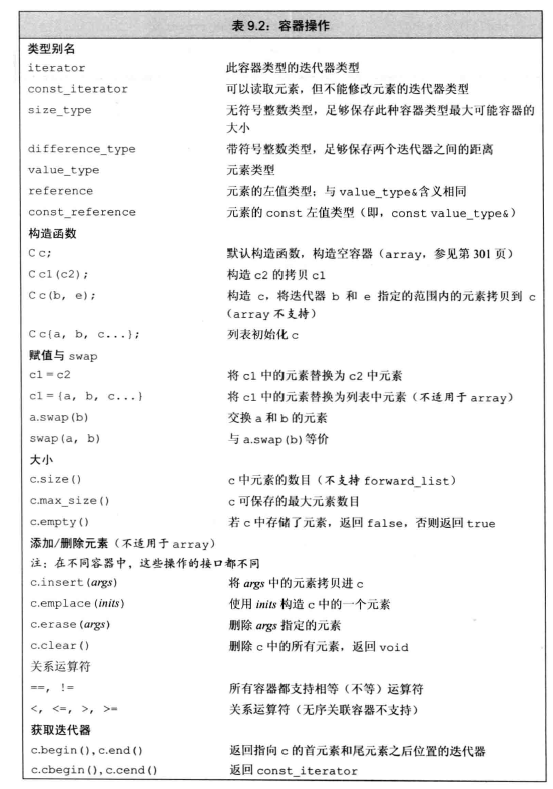 表 9.2：容器操作
类型别名
iterator 此容器类型的迭代器类型
const_iterator 可以读取元素，但不能修改元素的迭代器类型
size_type 无符号整数类型，足够保存此种容器类型最大可能容器的
大小
difference_type 带符号整数类型，足够保存两个迭代器之间的距离
value_type 元素类型
reference 元素的左值类型；与 value_type&含义相同
const_reference 元素的 const 左值类型（即，const value_type&）
构造函数
C c; 默认构造函数，构造空容器（array，参见第 301 页）
C c1(c2); 构造 c2 的拷贝 c1
C c(b, e); 构造 c，将迭代器 b 和 e 指定的范围内的元素拷贝到 c
（array 不支持）
C c{a, b, c...}; 列表初始化 c
赋值与 swap
c1 = c2 将 c1 中的元素替换为 c2 中元素
c1 = {a, b, c...} 将 c1 中的元素替换为列表中元素（不适用于 array）
a.swap(b) 交换 a 和 b 的元素
swap(a, b) 与 a.swap(b)等价
大小
c.size() c 中元素的数目（不支持 forward_list）
c.max_size() c 可保存的最大元素数目
c.empty() 若 c 中存储了元素，返回 false，否则返回 true
添加/删除元素（不适用于 array）
注：在不同容器中，这些操作的接口都不同
c.insert(args) 将 args 中的元素拷贝进 c
c.emplace(inits) 使用 inits 构造 c 中的一个元素
c.erase(args) 删除 args 指定的元素
c.clear() 删除 c 中的所有元素，返回 void
关系运算符
==, != 所有容器都支持相等（不等）运算符
<, <=, >, >= 关系运算符（无序关联容器不支持）
获取迭代器
c.begin(),c.end() 返回指向 c 的首元素和尾元素之后位置的迭代器
c.cbegin(),c.cend() 返回 const_iterator